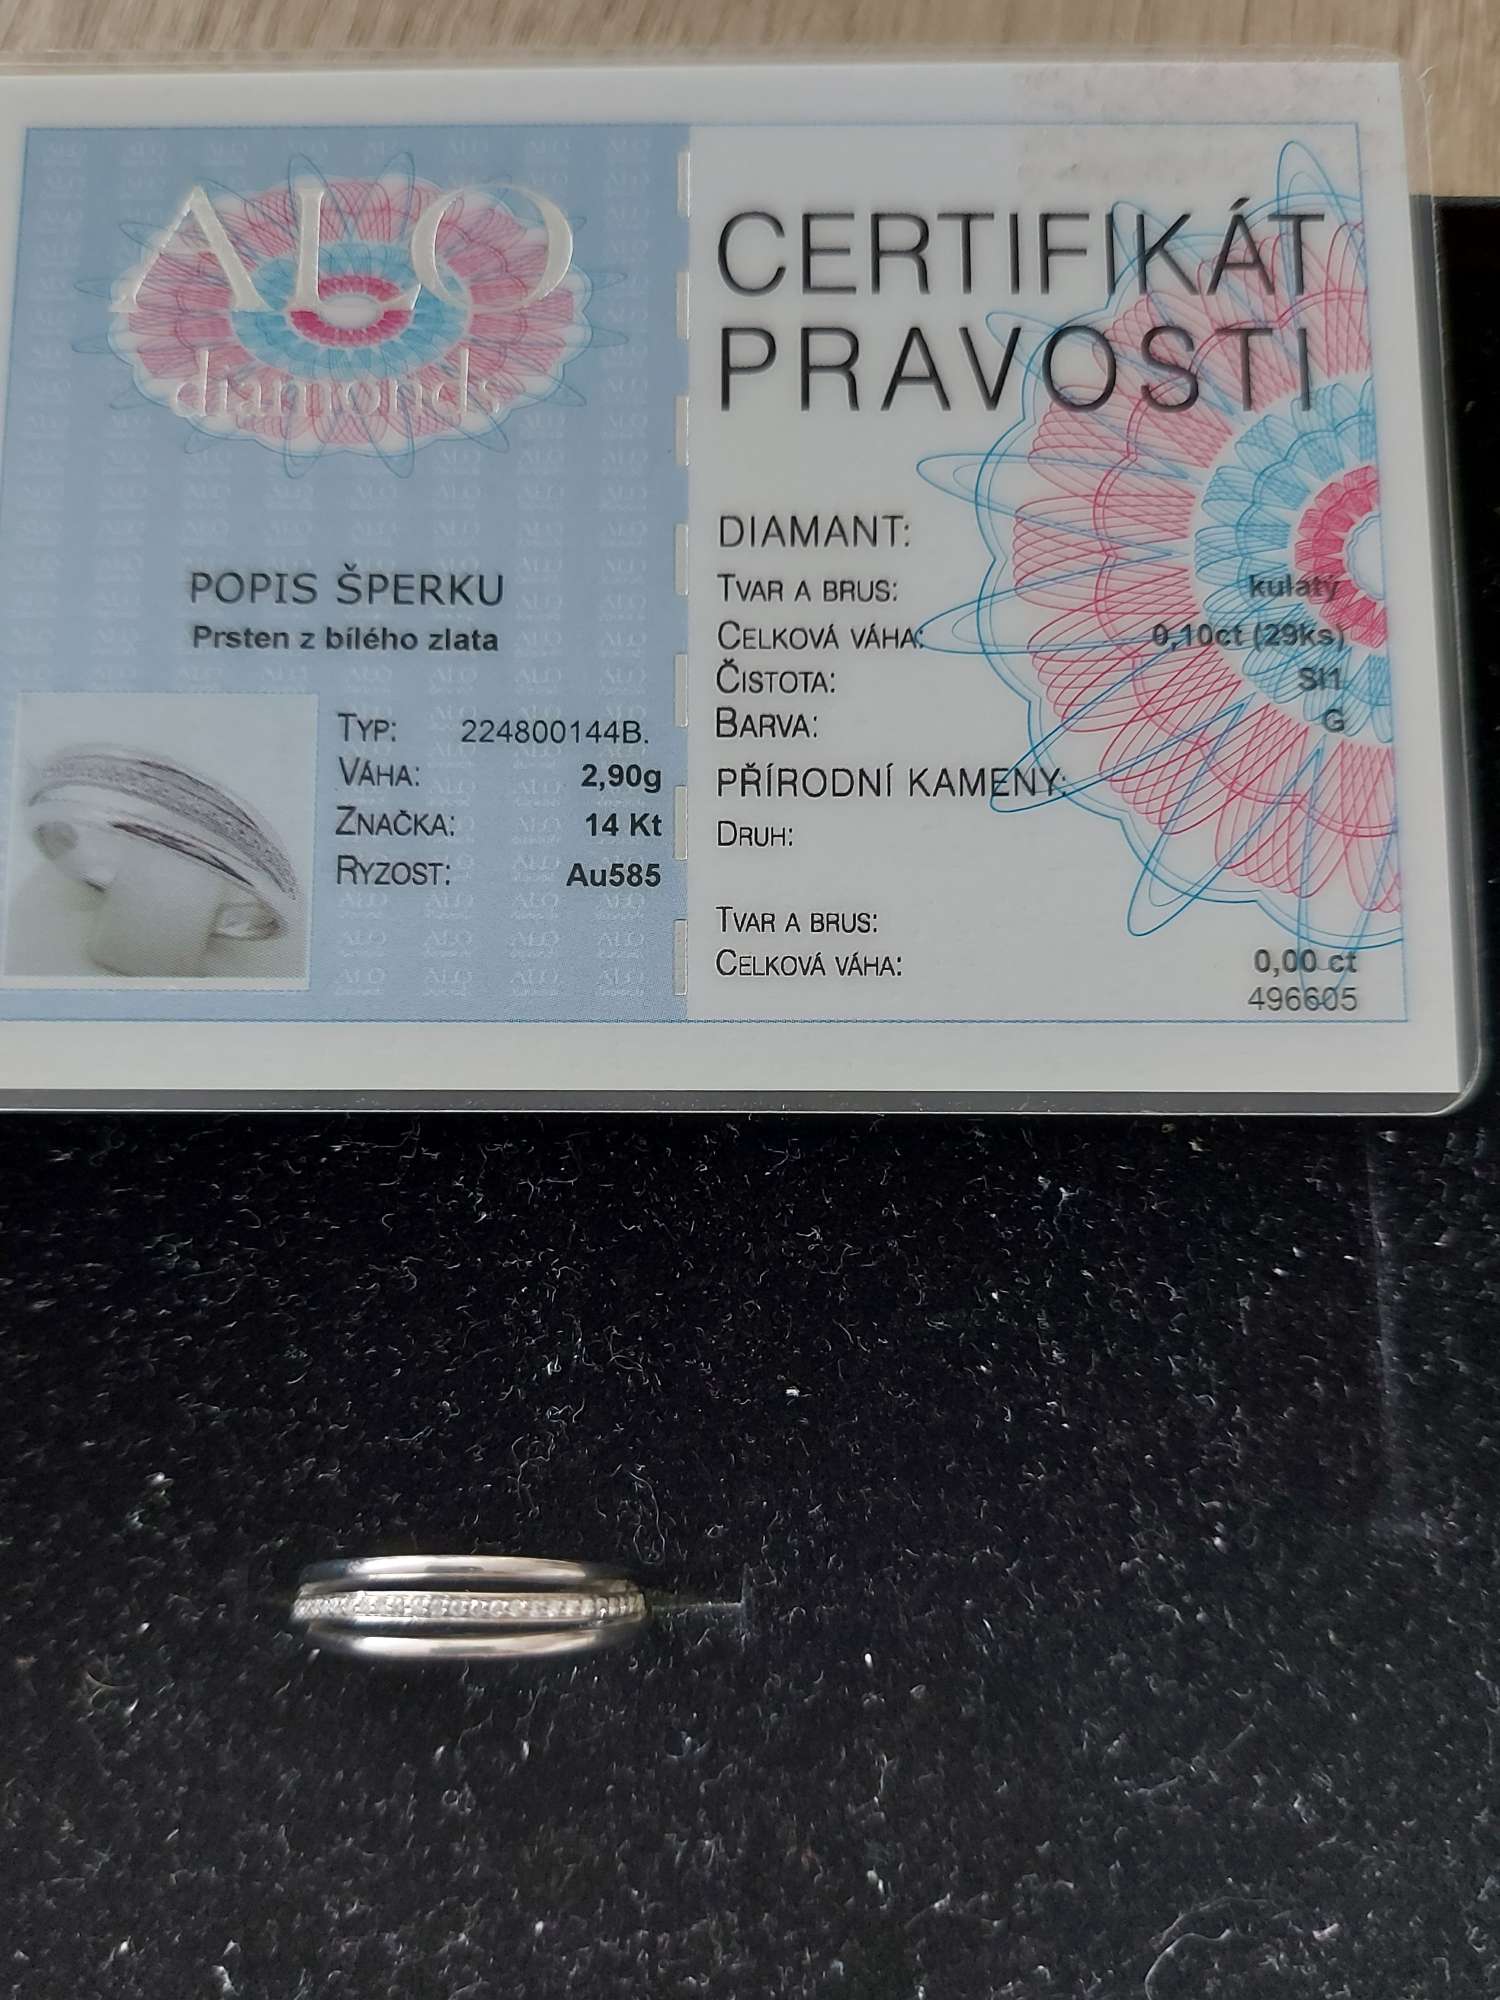 ALO
diamonds
POPIS ŠPERKU
Prsten z bílého zlata
TYP: 224800144B.
VÁHA: 2,90g
ZNAČKA: 14 Kt
RYZOST: Au585
CERTIFIKÁT
PRAVOSTI
DIAMANT:
TVAR A BRUS: kulatý
CELKOVÁ VÁHA: 0,10ct (29ks)
ČISTOTA: SI1
BARVA: G
PŘÍRODNÍ KAMENY:
DRUH:
TVAR A BRUS:
CELKOVÁ VÁHA: 0,00 ct
496605